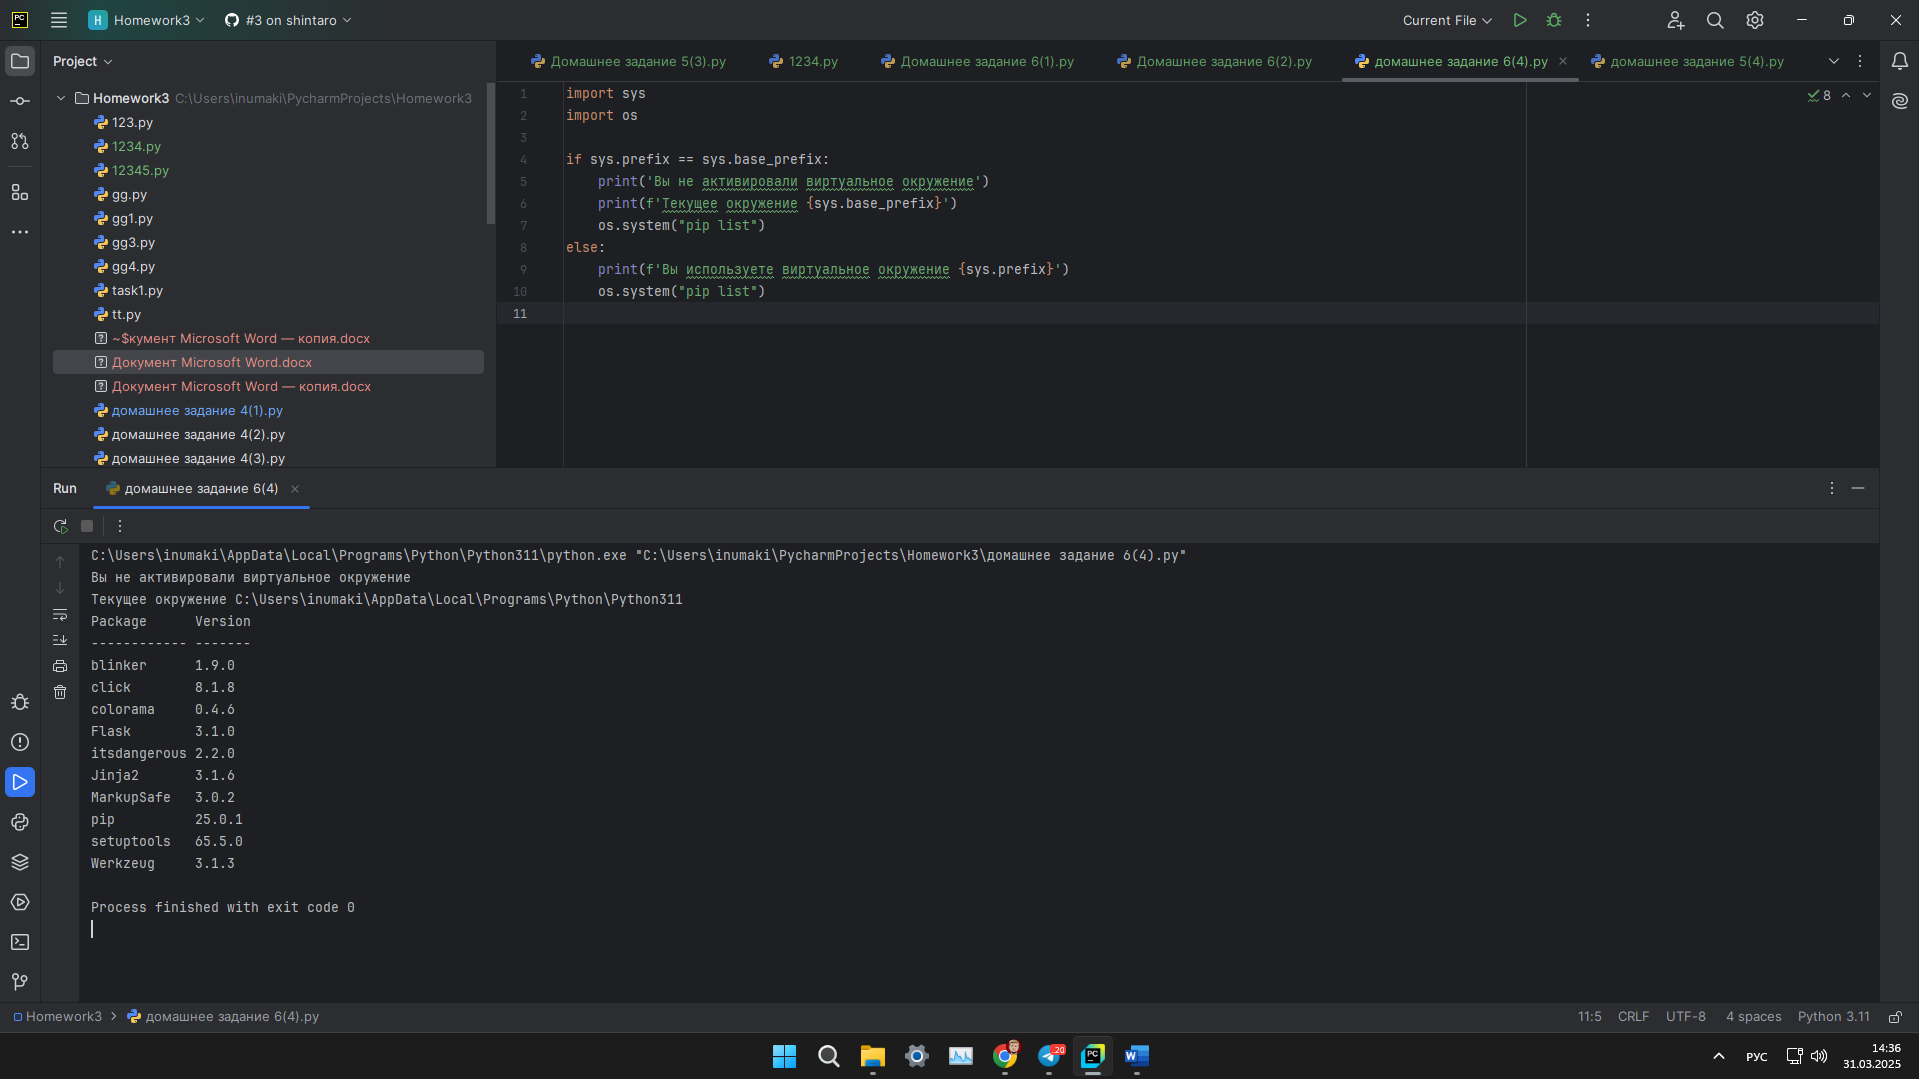 PC
H Homework3
#3 on shintaro
Current File
Project
Домашнее задание 5(3).py
1234.py
Домашнее задание 6(1).py
Домашнее задание 6(2).py
домашнее задание 6(4).py
домашнее задание 5(4).py
Homework3 C:\Users\inumaki\PycharmProjects\Homework3
123.py
1234.py
12345.py
gg.py
gg1.py
gg3.py
gg4.py
task1.py
tt.py
~$кумент Microsoft Word — копия.docx
Документ Microsoft Word.docx
Документ Microsoft Word — копия.docx
домашнее задание 4(1).py
домашнее задание 4(2).py
домашнее задание 4(3).py
8
1 import sys
2 import os
3
4 if sys.prefix == sys.base_prefix:
5     print('Вы не активировали виртуальное окружение')
6     print(f'Текущее окружение {sys.base_prefix}')
7     os.system("pip list")
8 else:
9     print(f'Вы используете виртуальное окружение {sys.prefix}')
10     os.system("pip list")
11
Run
домашнее задание 6(4)
C:\Users\inumaki\AppData\Local\Programs\Python\Python311\python.exe "C:\Users\inumaki\PycharmProjects\Homework3\домашнее задание 6(4).py"
Вы не активировали виртуальное окружение
Текущее окружение C:\Users\inumaki\AppData\Local\Programs\Python\Python311
Package      Version
------------ -------
blinker      1.9.0
click        8.1.8
colorama     0.4.6
Flask        3.1.0
itsdangerous 2.2.0
Jinja2       3.1.6
MarkupSafe   3.0.2
pip          25.0.1
setuptools   65.5.0
Werkzeug     3.1.3
Process finished with exit code 0
Homework3 > домашнее задание 6(4).py
11:5 CRLF UTF-8 4 spaces Python 3.11
20
PC
W
РУС
14:36
31.03.2025